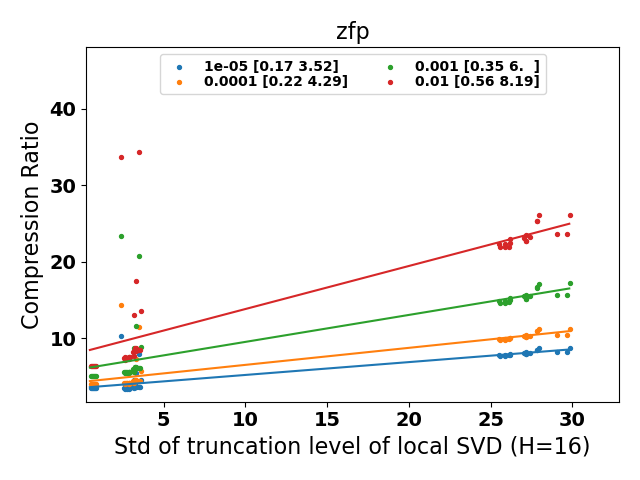 zfp
1e-05 [0.17 3.52]
0.0001 [0.22 4.29]
0.001 [0.35 6.  ]
0.01 [0.56 8.19]
Compression Ratio
40
30
20
10
5 10 15 20 25 30
Std of truncation level of local SVD (H=16)